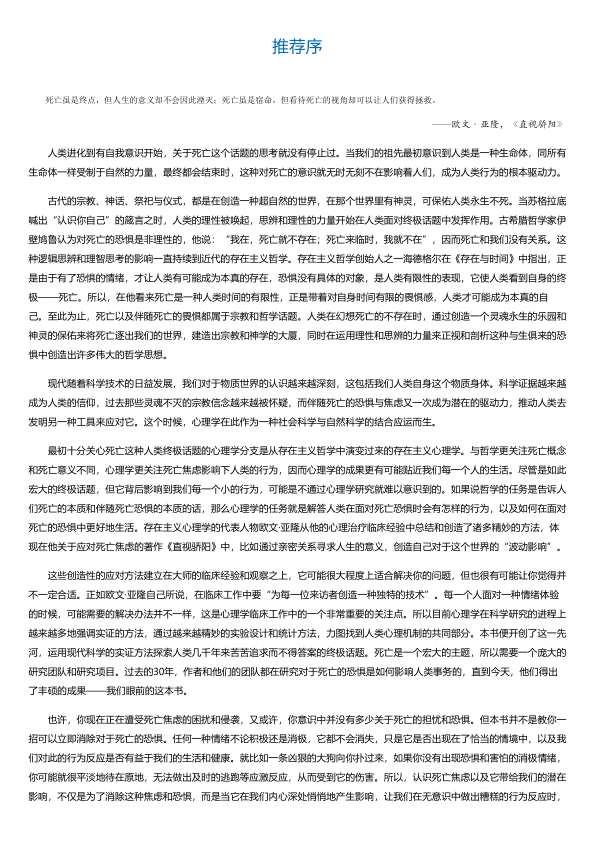 推荐序
死亡虽是终点，但人生的意义却不会因此湮灭；死亡虽是宿命，但看待死亡的视角却可以让人们获得拯救。
——欧文·亚隆，《直视骄阳》
人类进化到有自我意识开始，关于死亡这个话题的思考就没有停止过。当我们的祖先最初意识到人类是一种生命体，同所有
生命体一样受制于自然的力量，最终都会结束时，这种对死亡的意识就无时无刻不在影响着人们，成为人类行为的根本驱动力。
古代的宗教、神话、祭祀与仪式，都是在创造一种超自然的世界，在那个世界里有神灵，可保佑人类永生不死。当苏格拉底
喊出“认识你自己”的箴言之时，人类的理性被唤起，思辨和理性的力量开始在人类面对终极话题中发挥作用。古希腊哲学家伊
壁鸠鲁认为对死亡的恐惧是非理性的，他说：“我在，死亡就不存在；死亡来临时，我就不在”，因而死亡和我们没有关系。这
种逻辑思辨和理智思考的影响一直持续到近代的存在主义哲学。存在主义哲学创始人之一海德格尔在《存在与时间》中指出，正
是由于有了恐惧的情绪，才让人类有可能成为本真的存在，恐惧没有具体的对象，是人类有限性的表现，它使人类看到自身的终
极——死亡。所以，在他看来死亡是一种人类时间的有限性，正是带着对自身时间有限的畏惧感，人类才可能成为本真的自
己。至此为止，死亡以及伴随死亡的畏惧都属于宗教和哲学话题。人类在幻想死亡的不存在时，通过创造一个灵魂永生的乐园和
神灵的保佑来将死亡逐出我们的世界，建造出宗教和神学的大厦，同时在运用理性和思辨的力量来正视和剖析这种与生俱来的恐
惧中创造出许多伟大的哲学思想。
现代随着科学技术的日益发展，我们对于物质世界的认识越来越深刻，这包括我们人类自身这个物质身体。科学证据越来越
成为人类的信仰，过去那些灵魂不灭的宗教信念越来越被怀疑，而伴随死亡的恐惧与焦虑又一次成为潜在的驱动力，推动人类去
发明另一种工具来应对它。这个时候，心理学在此作为一种社会科学与自然科学的结合应运而生。
最初十分关心死亡这种人类终极话题的心理学分支是从存在主义哲学中演变过来的存在主义心理学。与哲学更关注死亡概念
和死亡意义不同，心理学更关注死亡焦虑影响下人类的行为，因而心理学的成果更有可能贴近我们每一个人的生活。尽管是如此
宏大的终极话题，但它背后影响到我们每一个小的行为，可能是不通过心理学研究就难以意识到的。如果说哲学的任务是告诉人
们死亡的本质和伴随死亡恐惧的本质的话，那么心理学的任务就是解答人类在面对死亡恐惧时会有怎样的行为，以及如何在面对
死亡的恐惧中更好地生活。存在主义心理学的代表人物欧文·亚隆从他的心理治疗临床经验中总结和创造了诸多精妙的方法，体
现在他关于应对死亡焦虑的著作《直视骄阳》中，比如通过亲密关系寻求人生的意义，创造自己对于这个世界的“波动影响”。
这些创造性的应对方法建立在大师的临床经验和观察之上，它可能很大程度上适合解决你的问题，但也很有可能让你觉得并
不一定合适。正如欧文·亚隆自己所说，在临床工作中要“为每一位来访者创造一种独特的技术”。每一个人面对一种情绪体验
的时候，可能需要的解决办法并不一样，这是心理学临床工作中的一个非常重要的关注点。所以目前心理学在科学研究的进程上
越来越多地强调实证的方法，通过越来越精妙的实验设计和统计方法，力图找到人类心理机制的共同部分。本书便开创了这一先
河，运用现代科学的实证方法探索人类几千年来苦苦追求而不得答案的终极话题。死亡是一个宏大的主题，所以需要一个庞大的
研究团队和研究项目。过去的30年，作者和他们的团队都在研究对于死亡的恐惧是如何影响人类事务的，直到今天，他们得出
了丰硕的成果——我们眼前的这本书。
也许，你现在正在遭受死亡焦虑的困扰和侵袭，又或许，你意识中并没有多少关于死亡的担忧和恐惧。但本书并不是教你一
招可以立即消除对于死亡的恐惧。任何一种情绪不论积极还是消极，它都不会消失，只是它是否出现在了恰当的情境中，以及我
们对此的行为反应是否有益于我们的生活和健康。就比如一条凶狠的大狗向你扑过来，如果你没有出现恐惧和害怕的消极情绪，
你可能就很平淡地待在原地，无法做出及时的逃跑等应激反应，从而受到它的伤害。所以，认识死亡焦虑以及它带给我们的潜在
影响，不仅是为了消除这种焦虑和恐惧，而是当它在我们内心深处悄悄地产生影响，让我们在无意识中做出糟糕的行为反应时，